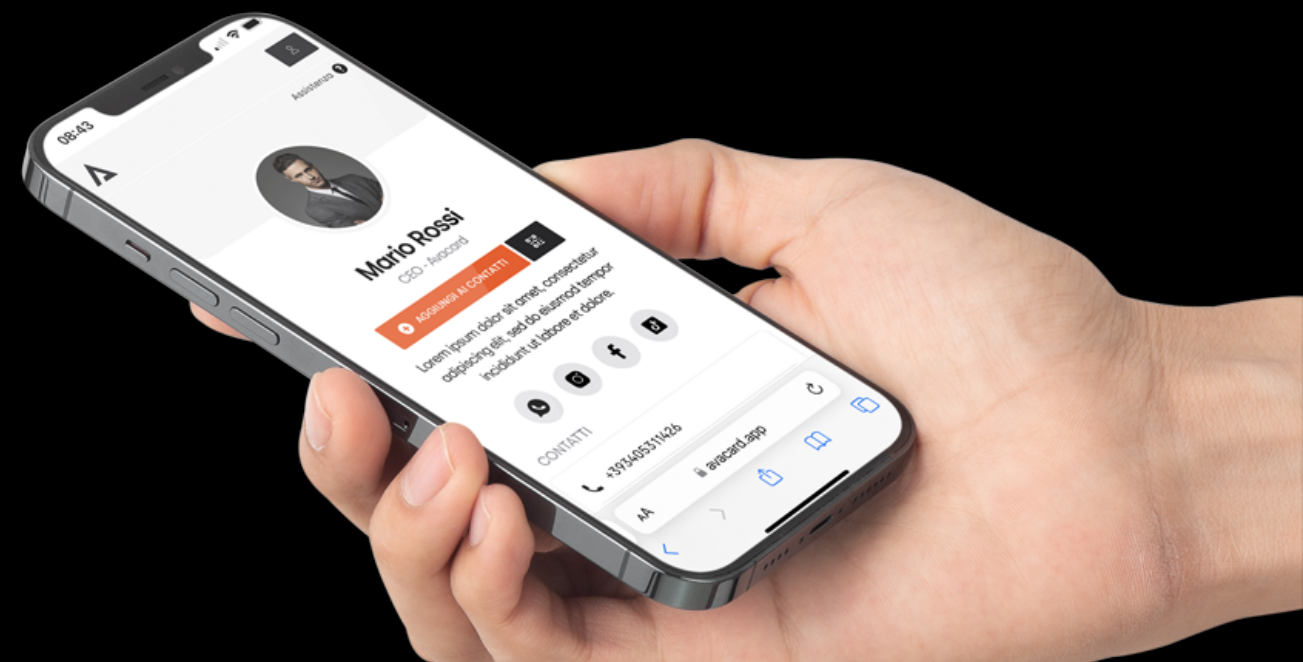 08:43
Assistenza
Mario Rossi
CEO - Avacard
AGGIUNGI AI CONTATTI
Lorem ipsum dolor sit amet, consectetur
adipiscing elit, sed do eiusmod tempor
incididunt ut labore et dolore.
CONTATTI
+393405311426
AA
avacard.app